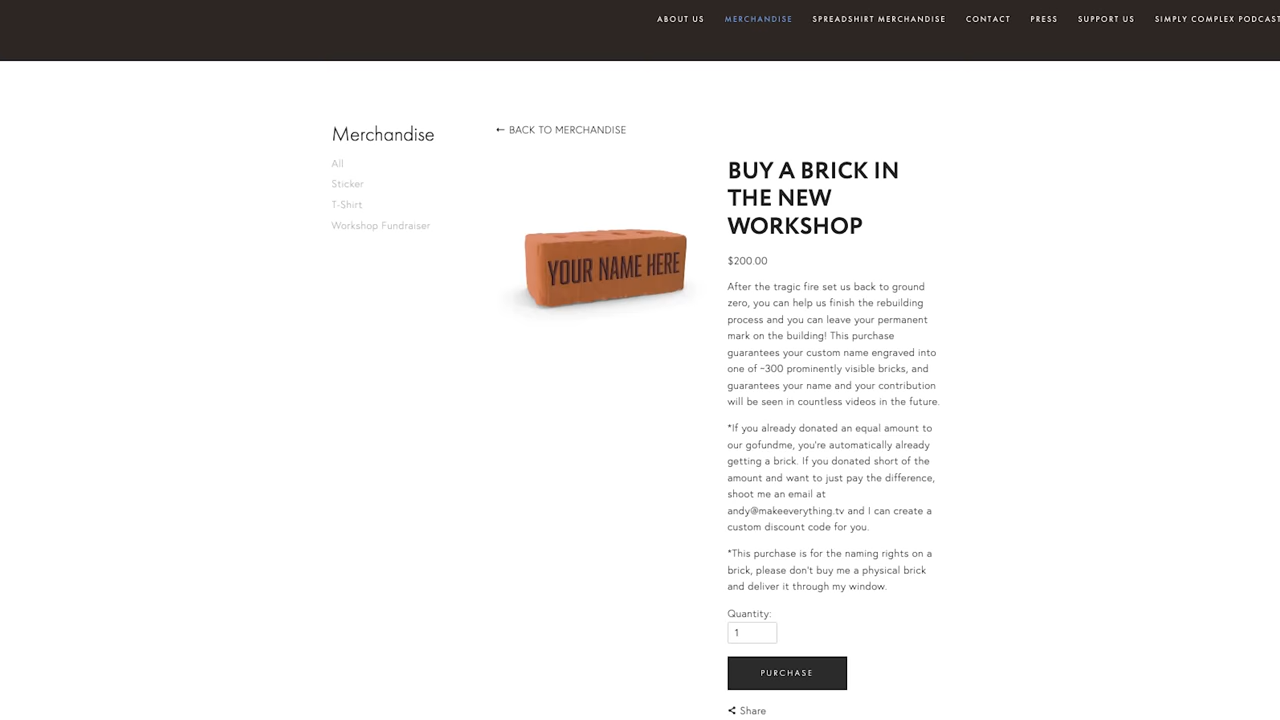 ABOUT US MERCHANDISE SPREADSHIRT MERCHANDISE CONTACT PRESS SUPPORT US SIMPLY COMPLEX PODCAST
Merchandise
All
Sticker
T-Shirt
Workshop Fundraiser
← BACK TO MERCHANDISE
YOUR NAME HERE
BUY A BRICK IN
THE NEW
WORKSHOP
$200.00
After the tragic fire set us back to ground
zero, you can help us finish the rebuilding
process and you can leave your permanent
mark on the building! This purchase
guarantees your custom name engraved into
one of ~300 prominently visible bricks, and
guarantees your name and your contribution
will be seen in countless videos in the future.
*If you already donated an equal amount to
our gofundme, you're automatically already
getting a brick. If you donated short of the
amount and want to just pay the difference,
shoot me an email at
andy@makeeverything.tv and I can create a
custom discount code for you.
*This purchase is for the naming rights on a
brick, please don't buy me a physical brick
and deliver it through my window.
Quantity:
1
PURCHASE
Share